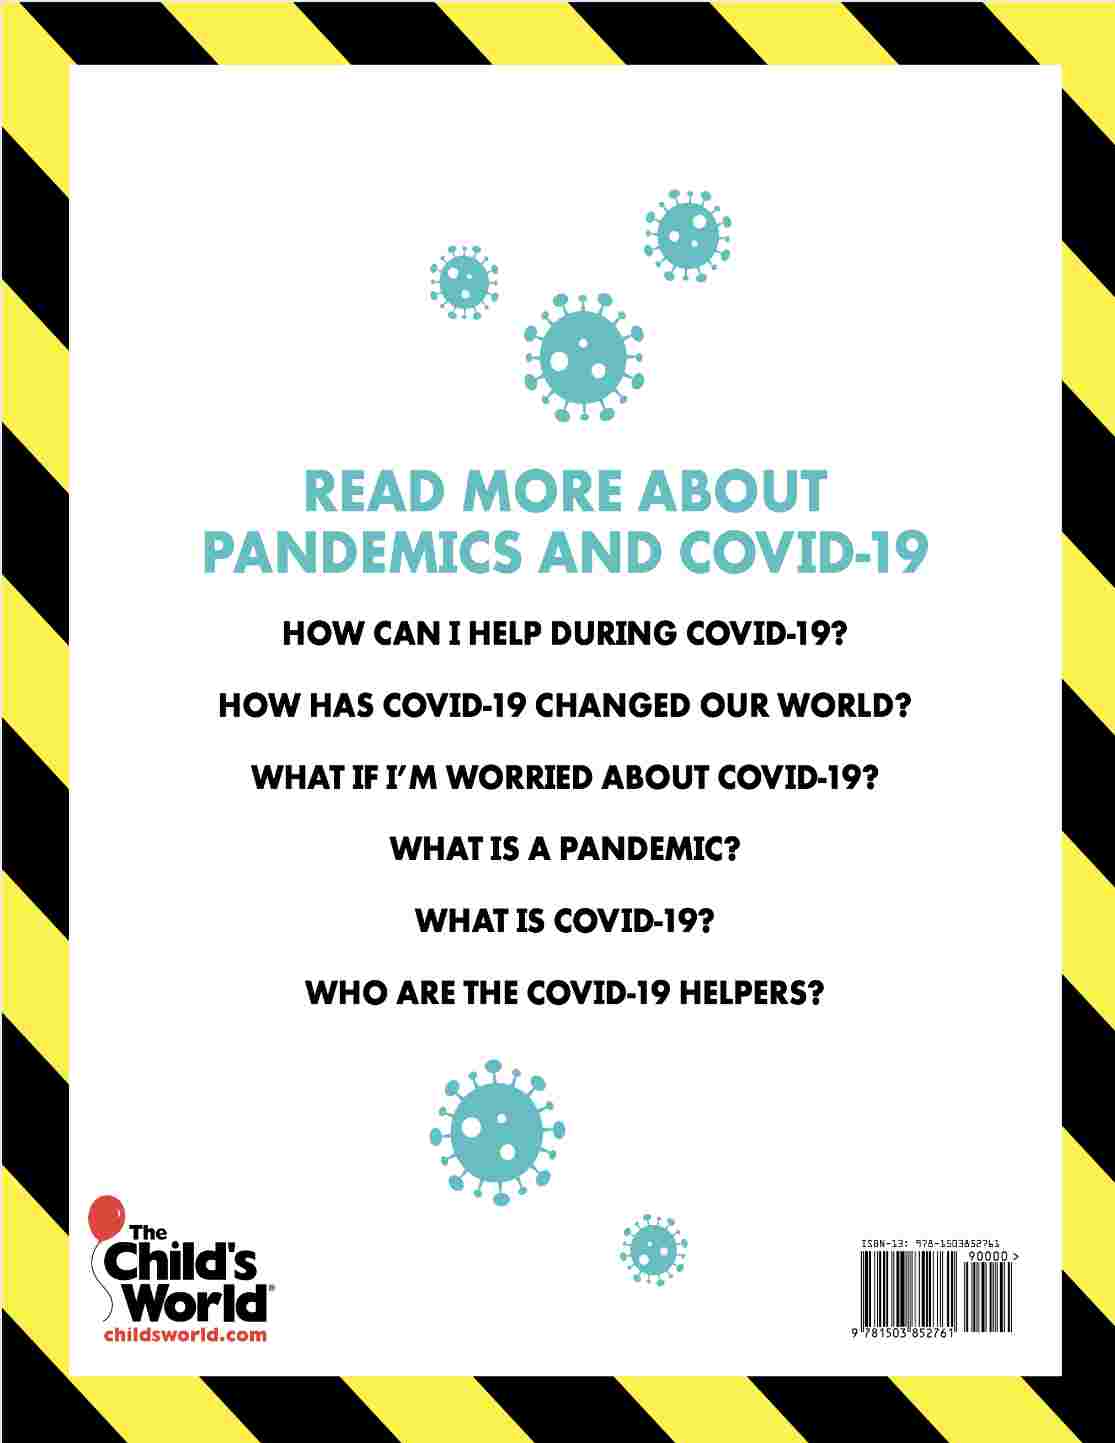 READ MORE ABOUT
PANDEMICS AND COVID-19
HOW CAN I HELP DURING COVID-19?
HOW HAS COVID-19 CHANGED OUR WORLD?
WHAT IF I’M WORRIED ABOUT COVID-19?
WHAT IS A PANDEMIC?
WHAT IS COVID-19?
WHO ARE THE COVID-19 HELPERS?
The
Child's
World®
childsworld.com
ISBN-13: 978-1503852761
90000 >
9 781503 852761